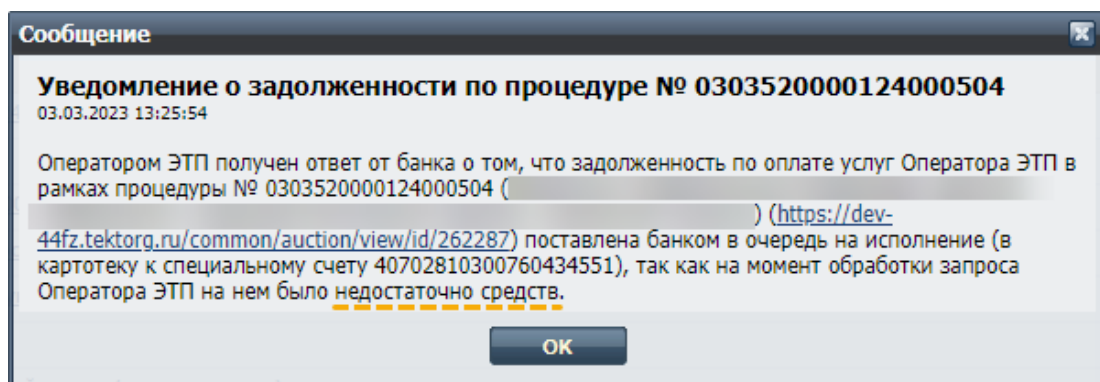 Сообщение
Уведомление о задолженности по процедуре № 0303520000124000504
03.03.2023 13:25:54
Оператором ЭТП получен ответ от банка о том, что задолженность по оплате услуг Оператора ЭТП в
рамках процедуры № 0303520000124000504 (
) (https://dev-
44fz.tektorg.ru/common/auction/view/id/262287) поставлена банком в очередь на исполнение (в
картотеку к специальному счету 40702810300760434551), так как на момент обработки запроса
Оператора ЭТП на нем было недостаточно средств.
ОК